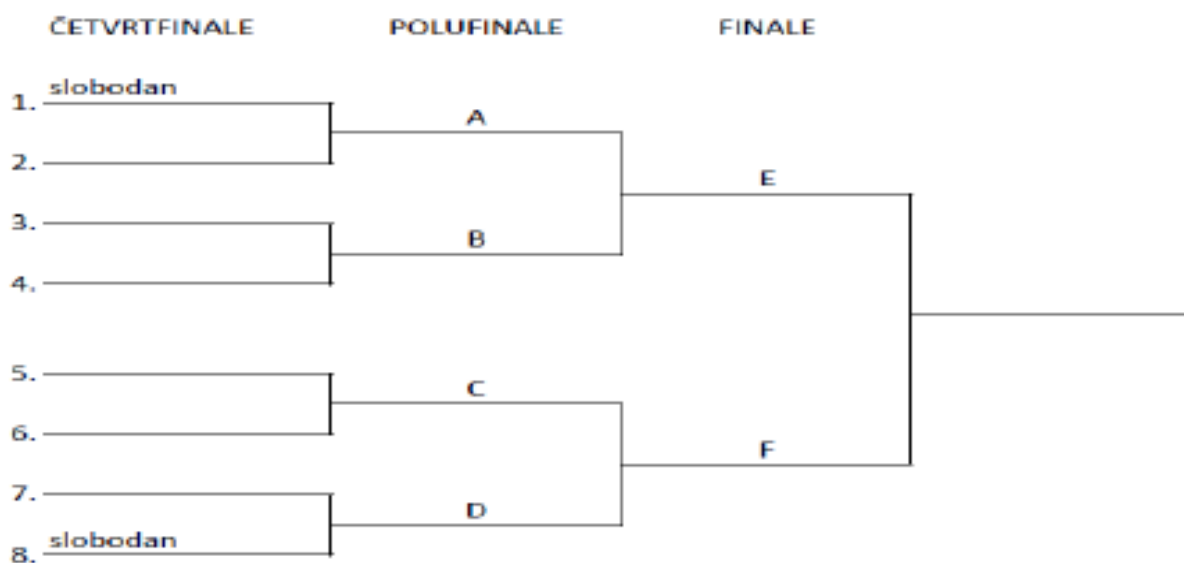 ČETVRTFINALE POLUFINALE FINALE
1. slobodan
A
2.
E
3.
B
4.
5.
C
6.
F
7.
D
8. slobodan